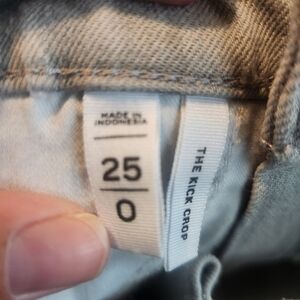 MADE IN
INDONESIA
25
0
THE KICK CROP